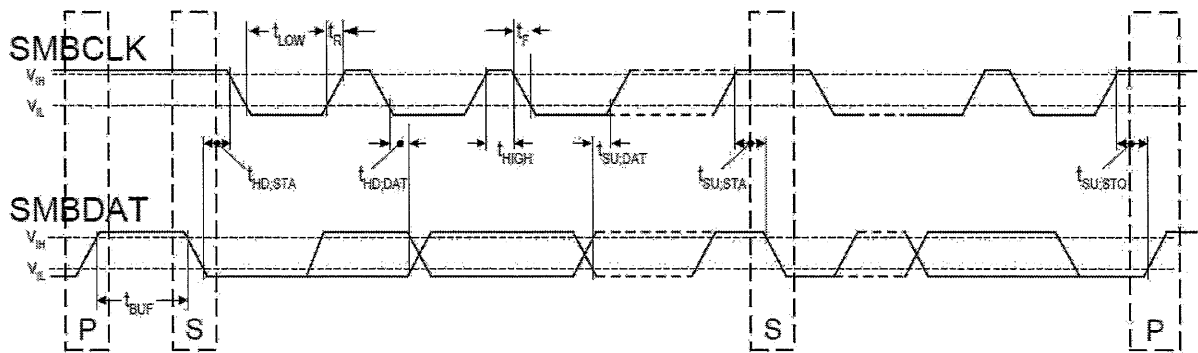 tLOW
tR
tF
SMBCLK
VIH
VIL
tHD;STA
tHD;DAT
tHIGH
tSU;DAT
tSU;STA
tSU;STO
SMBDAT
VIH
VIL
tBUF
P
S
S
P